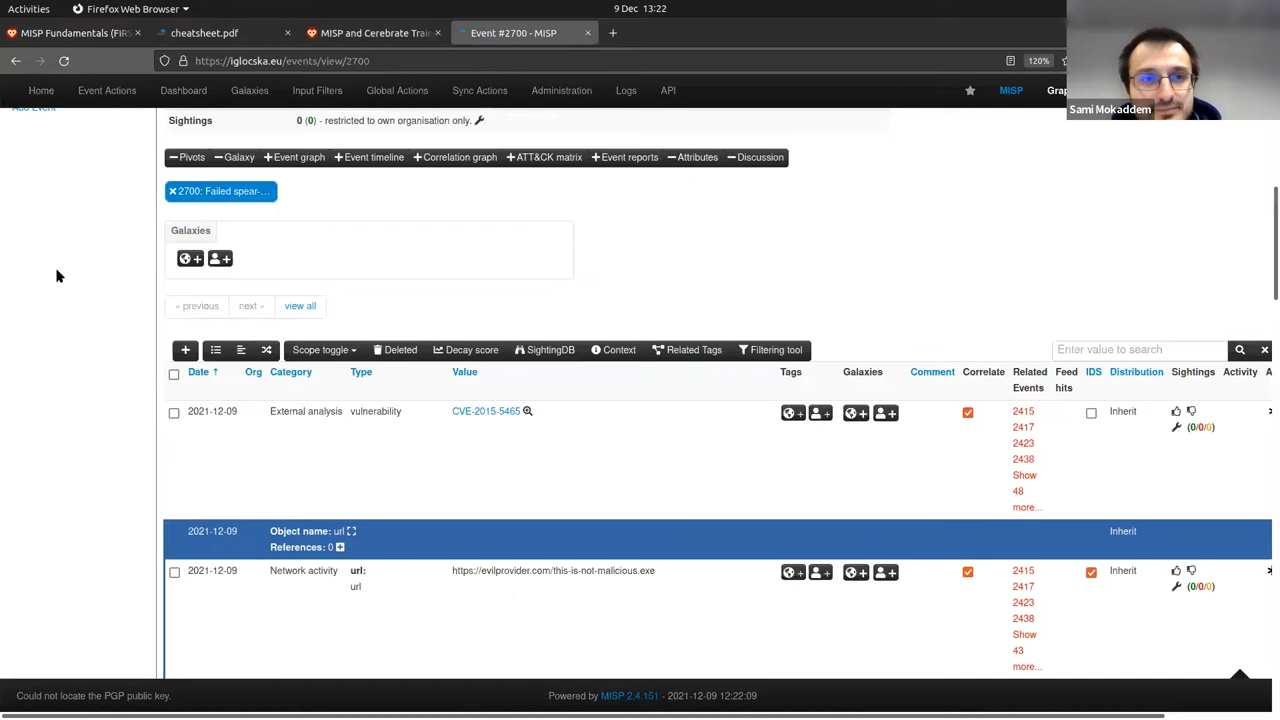 Activities Firefox Web Browser 9 Dec 13:22
MISP Fundamentals (FIRS cheatsheet.pdf MISP and Cerebrate Trai Event #2700 - MISP
https://iglocska.eu/events/view/2700 120%
Home Event Actions Dashboard Galaxies Input Filters Global Actions Sync Actions Administration Logs API MISP
Sami Mokaddem
Add Event
Sightings 0 (0) - restricted to own organisation only.
−Pivots −Galaxy +Event graph +Event timeline +Correlation graph +ATT&CK matrix +Event reports −Attributes −Discussion
2700: Failed spear-...
Galaxies
« previous next » view all
Scope toggle Deleted Decay score SightingDB Context Related Tags Filtering tool Enter value to search
Date Org Category Type Value Tags Galaxies Comment Correlate Related Events Feed hits IDS Distribution Sightings Activity A
2021-12-09 External analysis vulnerability CVE-2015-5465 2415 Inherit
2417 (0/0/0)
2423
2438
Show
48
more...
2021-12-09 Object name: url Inherit
References: 0
2021-12-09 Network activity url: https://evilprovider.com/this-is-not-malicious.exe 2415 Inherit
url 2417 (0/0/0)
2423
2438
Show
43
more...
Could not locate the PGP public key. Powered by MISP 2.4.151 - 2021-12-09 12:22:09